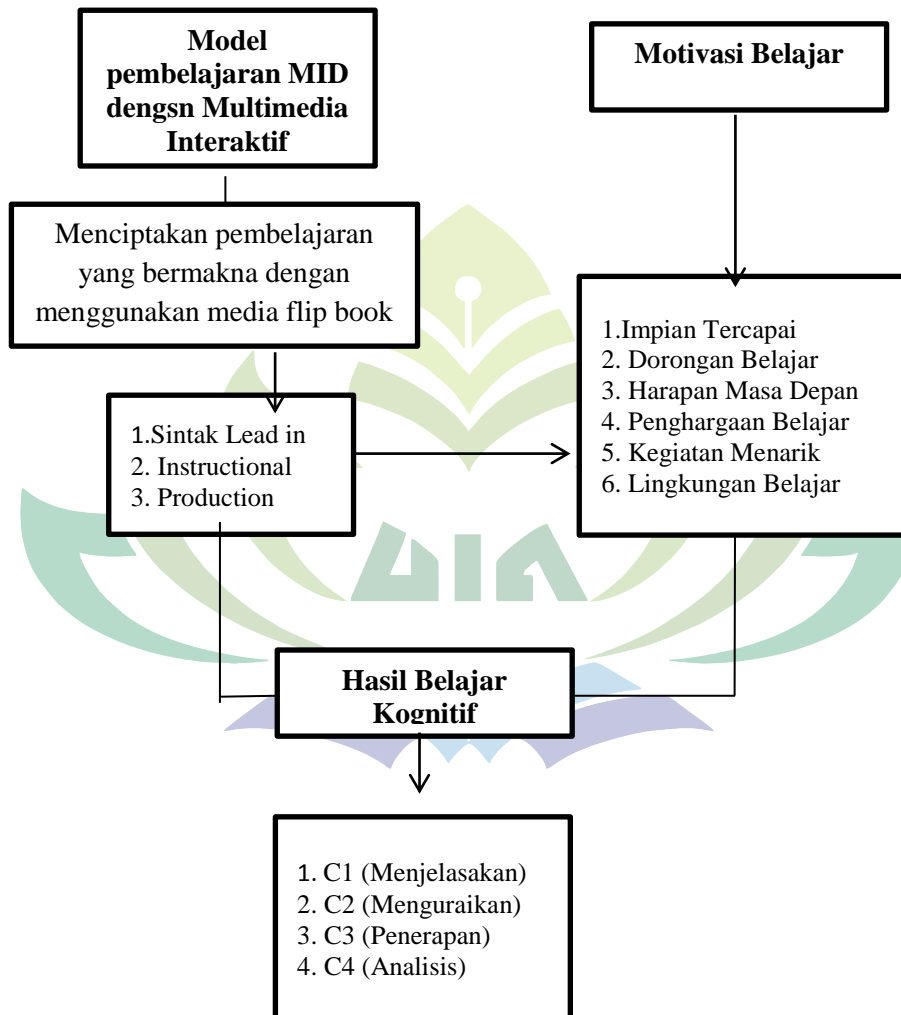 Model
pembelajaran MID
dengsn Multimedia
Interaktif
Motivasi Belajar
Menciptakan pembelajaran
yang bermakna dengan
menggunakan media flip book
1.Sintak Lead in
2. Instructional
3. Production
1.Impian Tercapai
2. Dorongan Belajar
3. Harapan Masa Depan
4. Penghargaan Belajar
5. Kegiatan Menarik
6. Lingkungan Belajar
UIN
Hasil Belajar
Kognitif
1. C1 (Menjelasakan)
2. C2 (Menguraikan)
3. C3 (Penerapan)
4. C4 (Analisis)